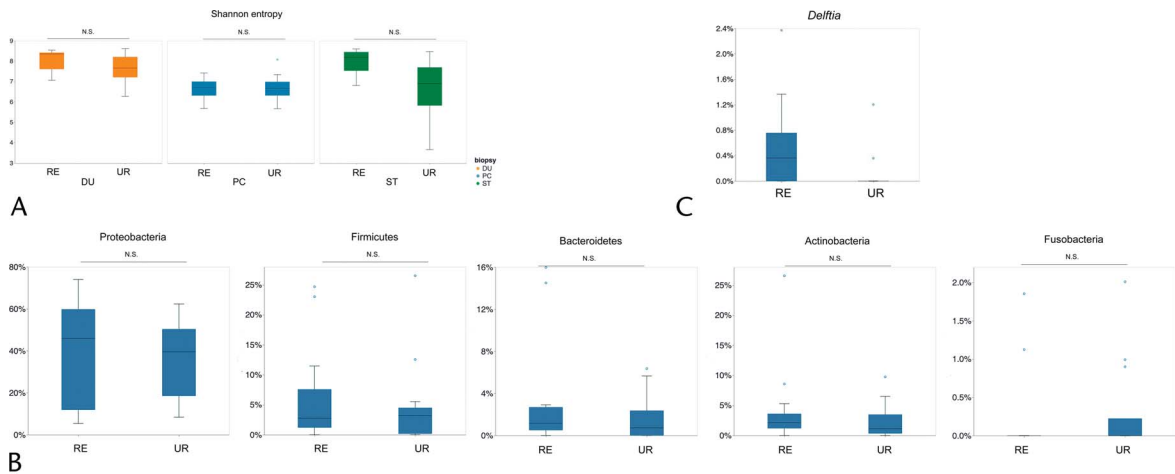 Shannon entropy
N.S. N.S. N.S.
9
8
7
6
5
4
3
RE UR RE UR RE UR
DU PC ST
biopsy
DU
PC
ST
A
Delftia
2.4%
2.0%
1.6%
1.2%
0.8%
0.4%
0.0%
RE UR
C
Proteobacteria
N.S.
80%
60%
40%
20%
0%
RE UR
Firmicutes
N.S.
25%
20%
15%
10%
5%
0%
RE UR
Bacteroidetes
N.S.
16%
12%
8%
4%
0%
RE UR
Actinobacteria
N.S.
25%
20%
15%
10%
5%
0%
RE UR
Fusobacteria
N.S.
2.0%
1.5%
1.0%
0.5%
0.0%
RE UR
B